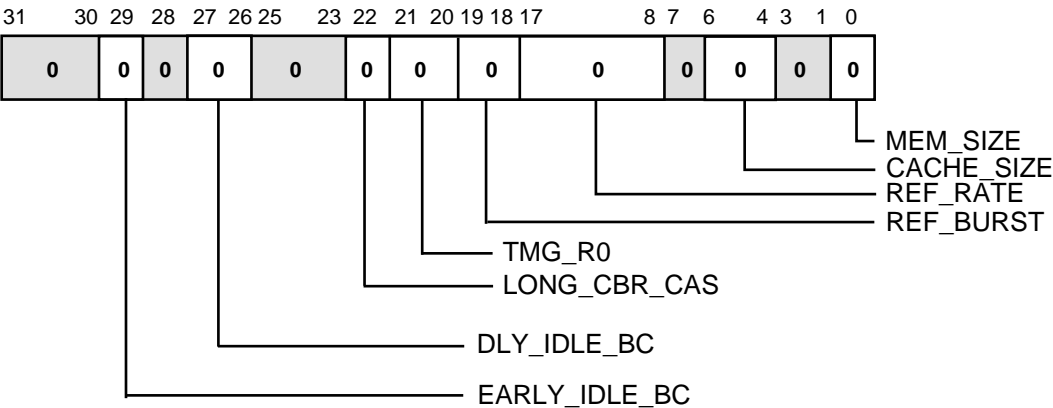 31 30 29 28 27 26 25 23 22 21 20 19 18 17 8 7 6 4 3 1 0
0 0 0 0 0 0 0 0 0 0 0 0 0
MEM_SIZE
CACHE_SIZE
REF_RATE
REF_BURST
TMG_R0
LONG_CBR_CAS
DLY_IDLE_BC
EARLY_IDLE_BC